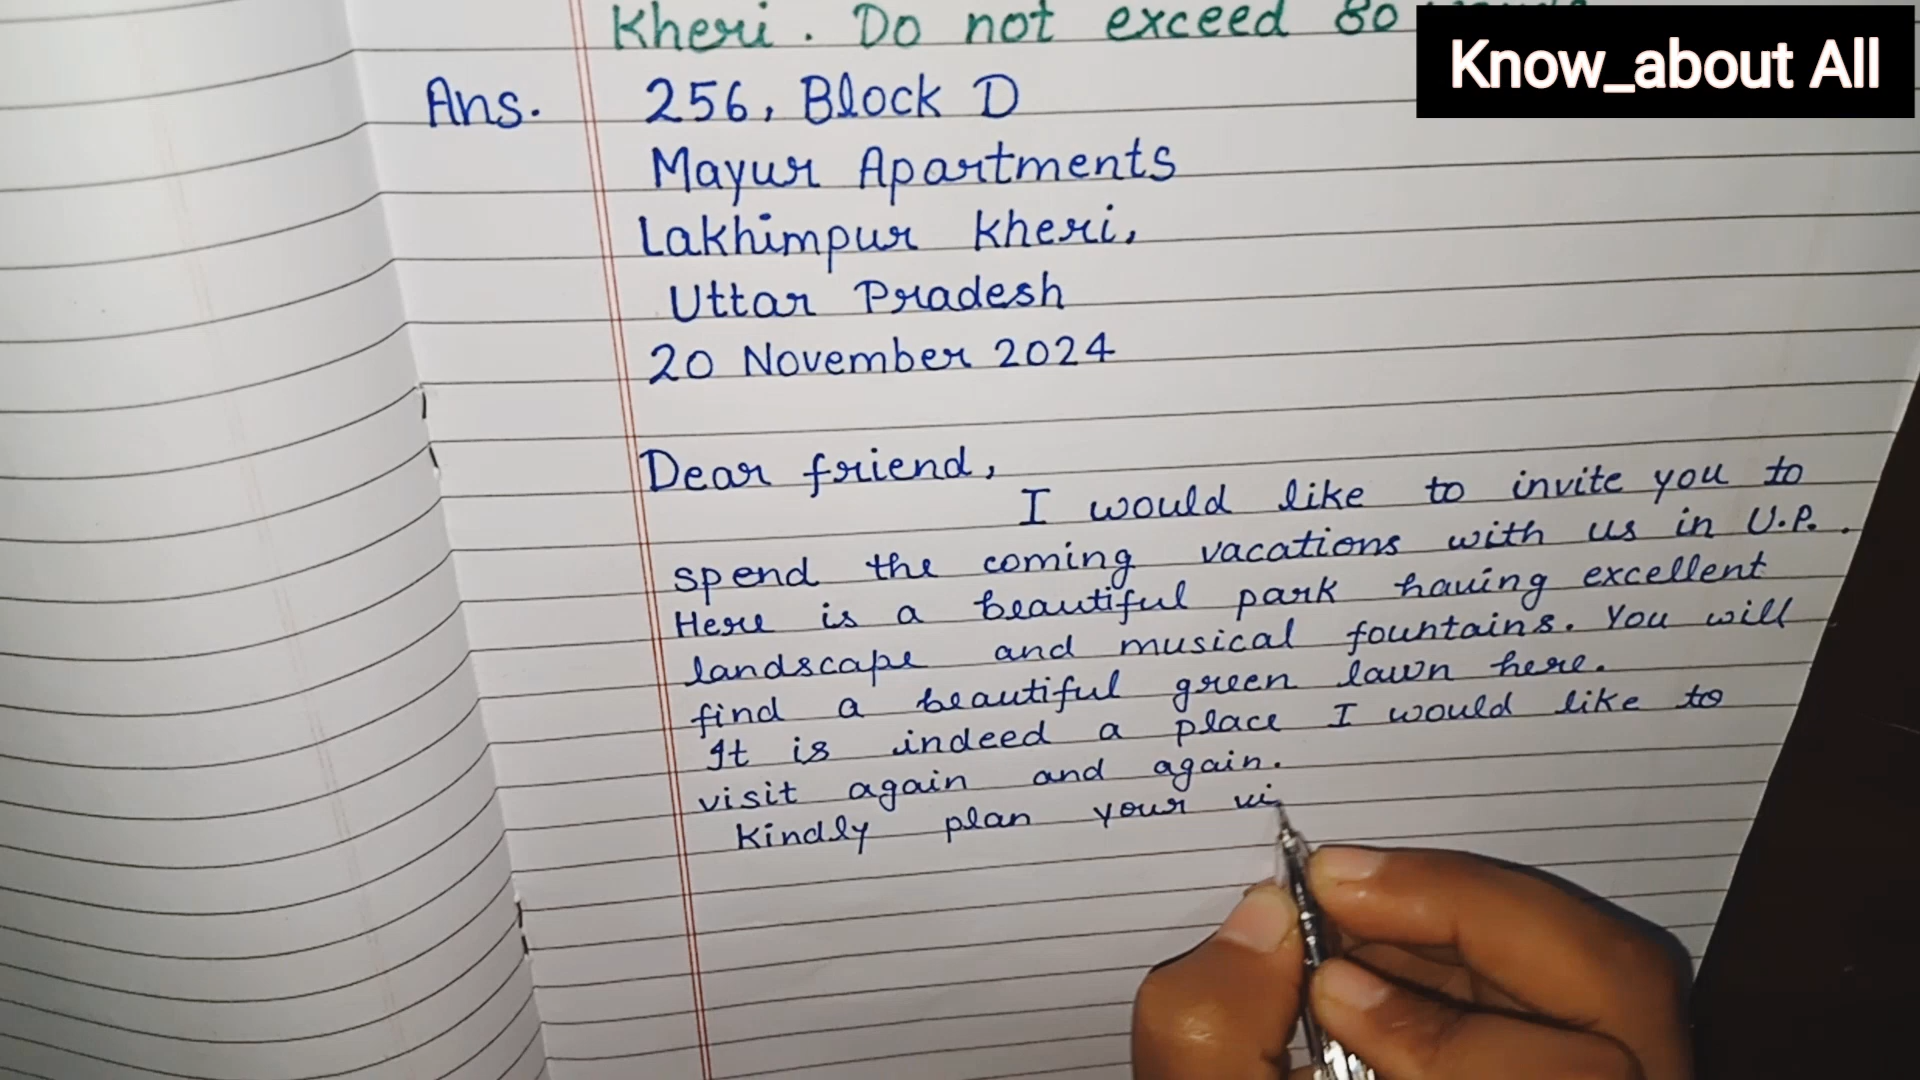 Kheri. Do not exceed 80
Know_about All
Ans. 256, Block D
Mayur Apartments
Lakhimpur Kheri,
Uttar Pradesh
20 November 2024
Dear friend,
I would like to invite you to
spend the coming vacations with us in U.P.
Here is a beautiful park having excellent
landscape and musical fountains. You will
find a beautiful green lawn here.
It is indeed a place I would like to
visit again and again.
Kindly plan your vi